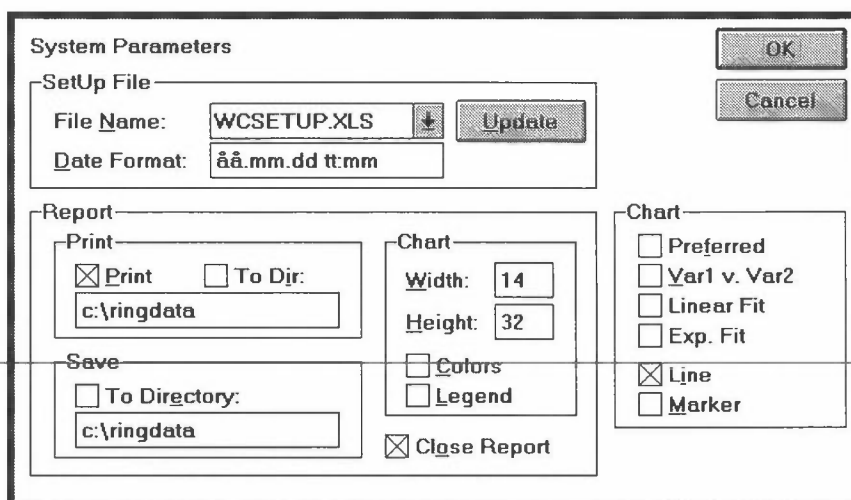 System Parameters
OK
Cancel
SetUp File
File Name: WCSETUP.XLS
Update
Date Format: åå.mm.dd tt:mm
Report
Print
Print To Dir:
c:\ringdata
Save
To Directory:
c:\ringdata
Chart
Width: 14
Height: 32
Colors
Legend
Close Report
Chart
Preferred
Var1 v. Var2
Linear Fit
Exp. Fit
Line
Marker